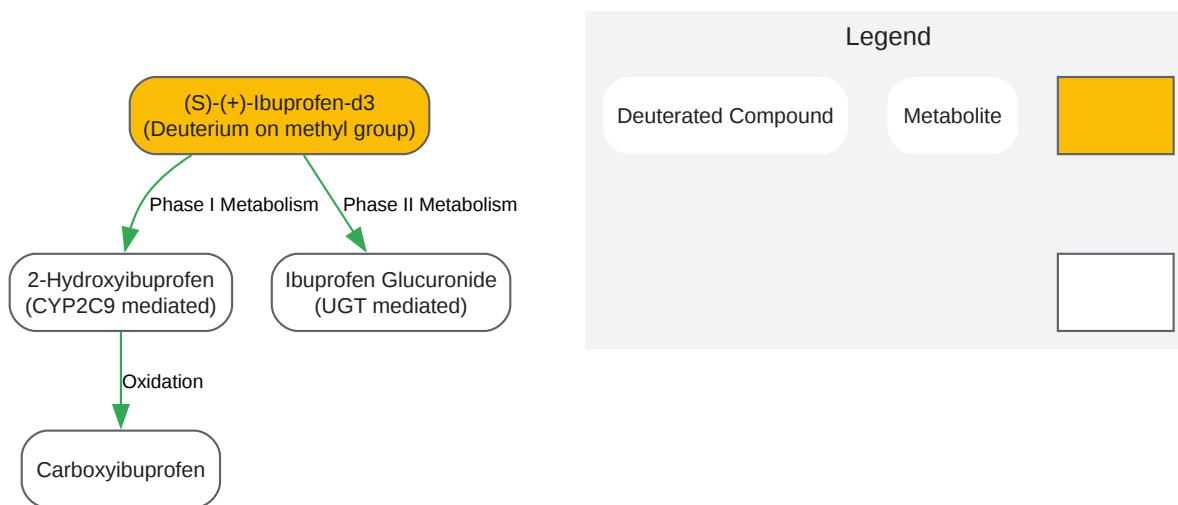 Legend
(S)-(+)-Ibuprofen-d3
(Deuterium on methyl group)
Deuterated Compound
Metabolite
Phase I Metabolism
Phase II Metabolism
2-Hydroxyibuprofen
(CYP2C9 mediated)
Ibuprofen Glucuronide
(UGT mediated)
Oxidation
Carboxyibuprofen